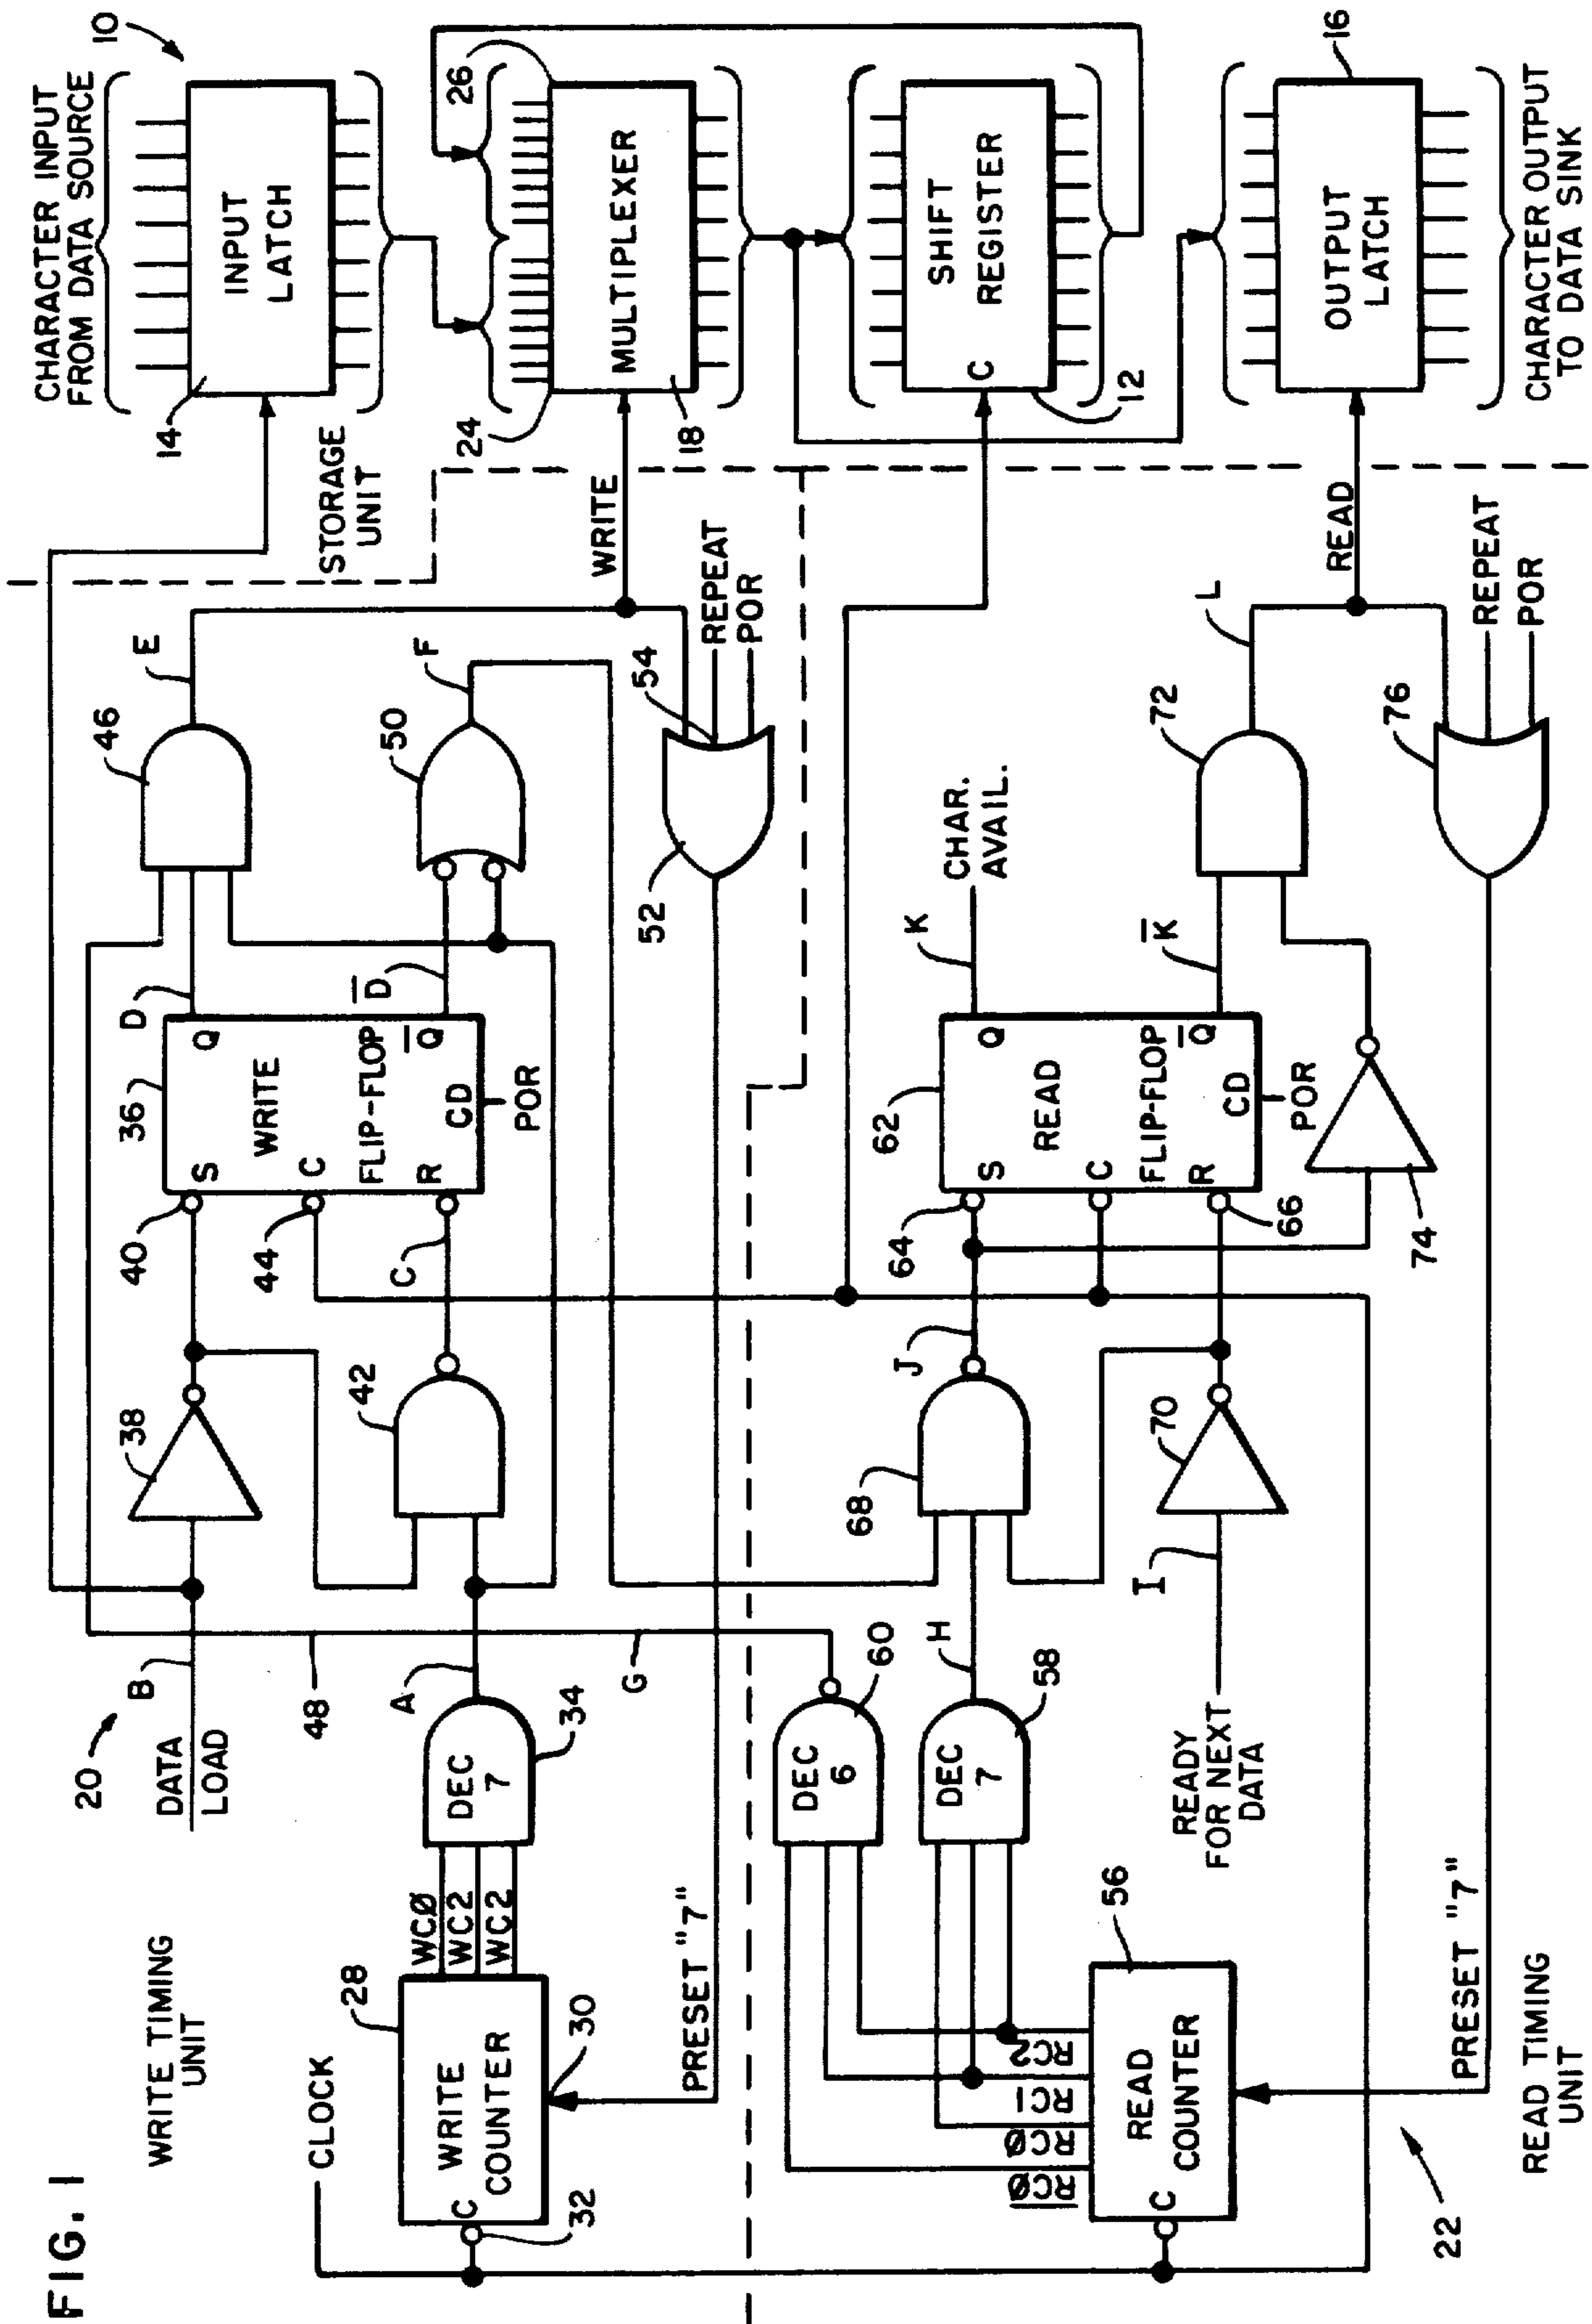 FIG. 1
WRITE TIMING
UNIT
20
DATA
LOAD
B
38
40
36
S
Q
WRITE
C
FLIP-FLOP
R
Q̅
CD
POR
D
D̅
46
E
50
F
44
C
42
48
G
A
34
DEC
7
28
WCØ
WC2
WC2
WRITE
COUNTER
C
32
30
CLOCK
PRESET "7"
52
54
REPEAT
POR
WRITE
STORAGE
UNIT
CHARACTER INPUT
FROM DATA SOURCE
10
14
INPUT
LATCH
24
26
MULTIPLEXER
18
SHIFT
REGISTER
C
12
16
OUTPUT
LATCH
CHARACTER OUTPUT
TO DATA SINK
READ
DEC
6
60
DEC
7
58
H
68
J
64
62
S
Q
READ
C
FLIP-FLOP
R
Q̅
CD
POR
66
K
CHAR.
AVAIL.
K̅
72
L
74
76
REPEAT
POR
READY
FOR NEXT
DATA
I
70
56
R̅C̅Ø̅
RCØ
RC1
RC2
READ
COUNTER
C
22
PRESET "7"
READ TIMING
UNIT